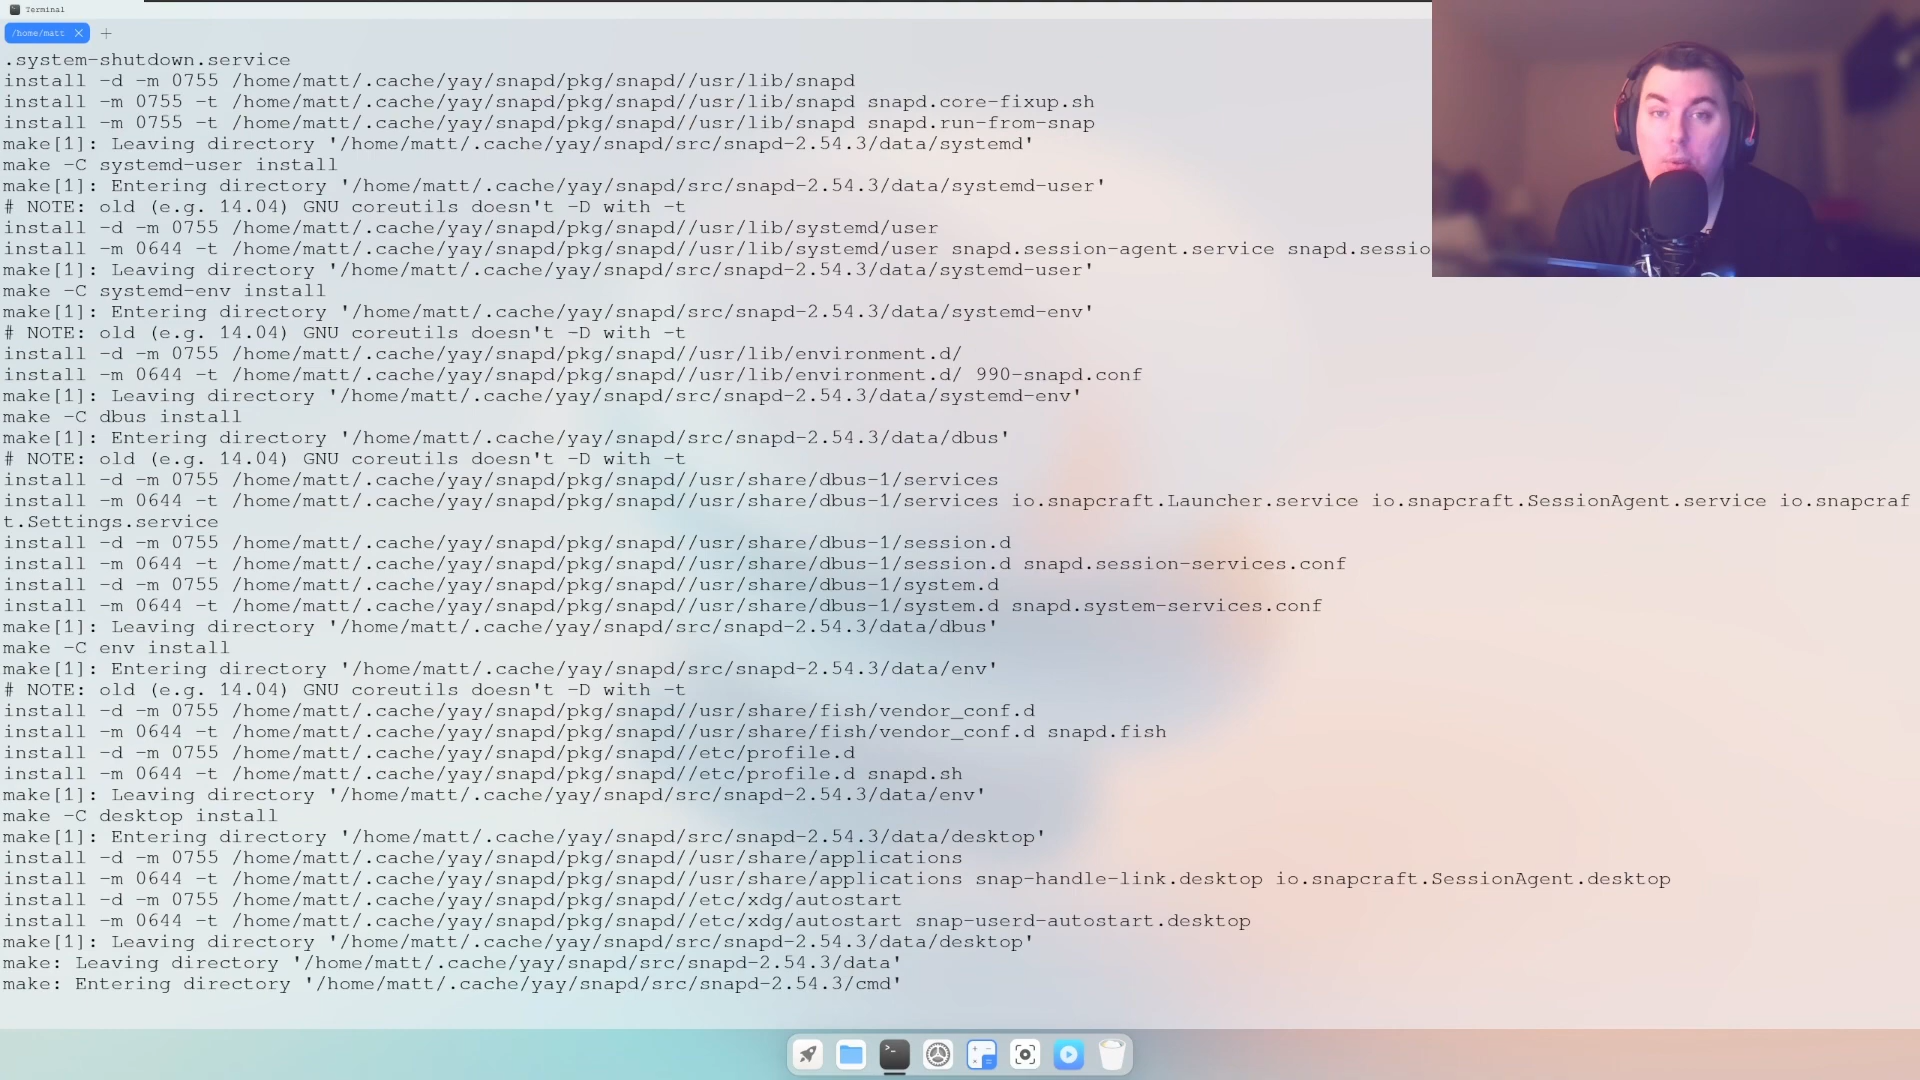 Terminal
/home/matt
.system-shutdown.service
install -d -m 0755 /home/matt/.cache/yay/snapd/pkg/snapd//usr/lib/snapd
install -m 0755 -t /home/matt/.cache/yay/snapd/pkg/snapd//usr/lib/snapd snapd.core-fixup.sh
install -m 0755 -t /home/matt/.cache/yay/snapd/pkg/snapd//usr/lib/snapd snapd.run-from-snap
make[1]: Leaving directory '/home/matt/.cache/yay/snapd/src/snapd-2.54.3/data/systemd'
make -C systemd-user install
make[1]: Entering directory '/home/matt/.cache/yay/snapd/src/snapd-2.54.3/data/systemd-user'
# NOTE: old (e.g. 14.04) GNU coreutils doesn't -D with -t
install -d -m 0755 /home/matt/.cache/yay/snapd/pkg/snapd//usr/lib/systemd/user
install -m 0644 -t /home/matt/.cache/yay/snapd/pkg/snapd//usr/lib/systemd/user snapd.session-agent.service snapd.sessio
make[1]: Leaving directory '/home/matt/.cache/yay/snapd/src/snapd-2.54.3/data/systemd-user'
make -C systemd-env install
make[1]: Entering directory '/home/matt/.cache/yay/snapd/src/snapd-2.54.3/data/systemd-env'
# NOTE: old (e.g. 14.04) GNU coreutils doesn't -D with -t
install -d -m 0755 /home/matt/.cache/yay/snapd/pkg/snapd//usr/lib/environment.d/
install -m 0644 -t /home/matt/.cache/yay/snapd/pkg/snapd//usr/lib/environment.d/ 990-snapd.conf
make[1]: Leaving directory '/home/matt/.cache/yay/snapd/src/snapd-2.54.3/data/systemd-env'
make -C dbus install
make[1]: Entering directory '/home/matt/.cache/yay/snapd/src/snapd-2.54.3/data/dbus'
# NOTE: old (e.g. 14.04) GNU coreutils doesn't -D with -t
install -d -m 0755 /home/matt/.cache/yay/snapd/pkg/snapd//usr/share/dbus-1/services
install -m 0644 -t /home/matt/.cache/yay/snapd/pkg/snapd//usr/share/dbus-1/services io.snapcraft.Launcher.service io.snapcraft.SessionAgent.service io.snapcraf
t.Settings.service
install -d -m 0755 /home/matt/.cache/yay/snapd/pkg/snapd//usr/share/dbus-1/session.d
install -m 0644 -t /home/matt/.cache/yay/snapd/pkg/snapd//usr/share/dbus-1/session.d snapd.session-services.conf
install -d -m 0755 /home/matt/.cache/yay/snapd/pkg/snapd//usr/share/dbus-1/system.d
install -m 0644 -t /home/matt/.cache/yay/snapd/pkg/snapd//usr/share/dbus-1/system.d snapd.system-services.conf
make[1]: Leaving directory '/home/matt/.cache/yay/snapd/src/snapd-2.54.3/data/dbus'
make -C env install
make[1]: Entering directory '/home/matt/.cache/yay/snapd/src/snapd-2.54.3/data/env'
# NOTE: old (e.g. 14.04) GNU coreutils doesn't -D with -t
install -d -m 0755 /home/matt/.cache/yay/snapd/pkg/snapd//usr/share/fish/vendor_conf.d
install -m 0644 -t /home/matt/.cache/yay/snapd/pkg/snapd//usr/share/fish/vendor_conf.d snapd.fish
install -d -m 0755 /home/matt/.cache/yay/snapd/pkg/snapd//etc/profile.d
install -m 0644 -t /home/matt/.cache/yay/snapd/pkg/snapd//etc/profile.d snapd.sh
make[1]: Leaving directory '/home/matt/.cache/yay/snapd/src/snapd-2.54.3/data/env'
make -C desktop install
make[1]: Entering directory '/home/matt/.cache/yay/snapd/src/snapd-2.54.3/data/desktop'
install -d -m 0755 /home/matt/.cache/yay/snapd/pkg/snapd//usr/share/applications
install -m 0644 -t /home/matt/.cache/yay/snapd/pkg/snapd//usr/share/applications snap-handle-link.desktop io.snapcraft.SessionAgent.desktop
install -d -m 0755 /home/matt/.cache/yay/snapd/pkg/snapd//etc/xdg/autostart
install -m 0644 -t /home/matt/.cache/yay/snapd/pkg/snapd//etc/xdg/autostart snap-userd-autostart.desktop
make[1]: Leaving directory '/home/matt/.cache/yay/snapd/src/snapd-2.54.3/data/desktop'
make: Leaving directory '/home/matt/.cache/yay/snapd/src/snapd-2.54.3/data'
make: Entering directory '/home/matt/.cache/yay/snapd/src/snapd-2.54.3/cmd'